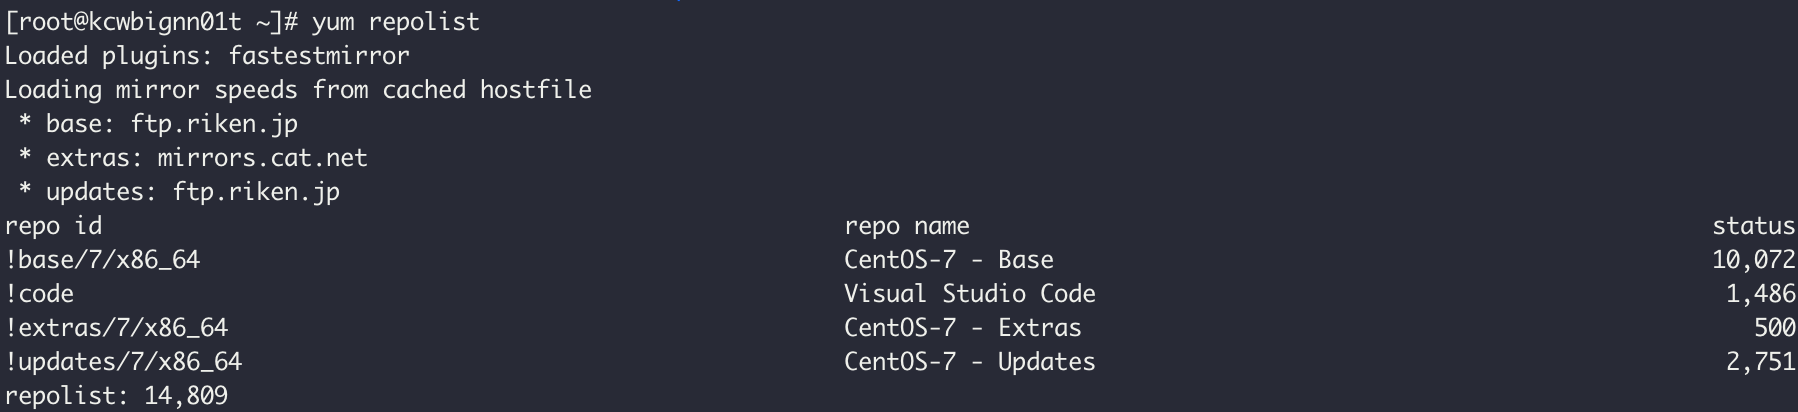 [root@kcwbignn01t ~]# yum repolist
Loaded plugins: fastestmirror
Loading mirror speeds from cached hostfile
 * base: ftp.riken.jp
 * extras: mirrors.cat.net
 * updates: ftp.riken.jp
repo id repo name status
!base/7/x86_64 CentOS-7 - Base 10,072
!code Visual Studio Code 1,486
!extras/7/x86_64 CentOS-7 - Extras 500
!updates/7/x86_64 CentOS-7 - Updates 2,751
repolist: 14,809